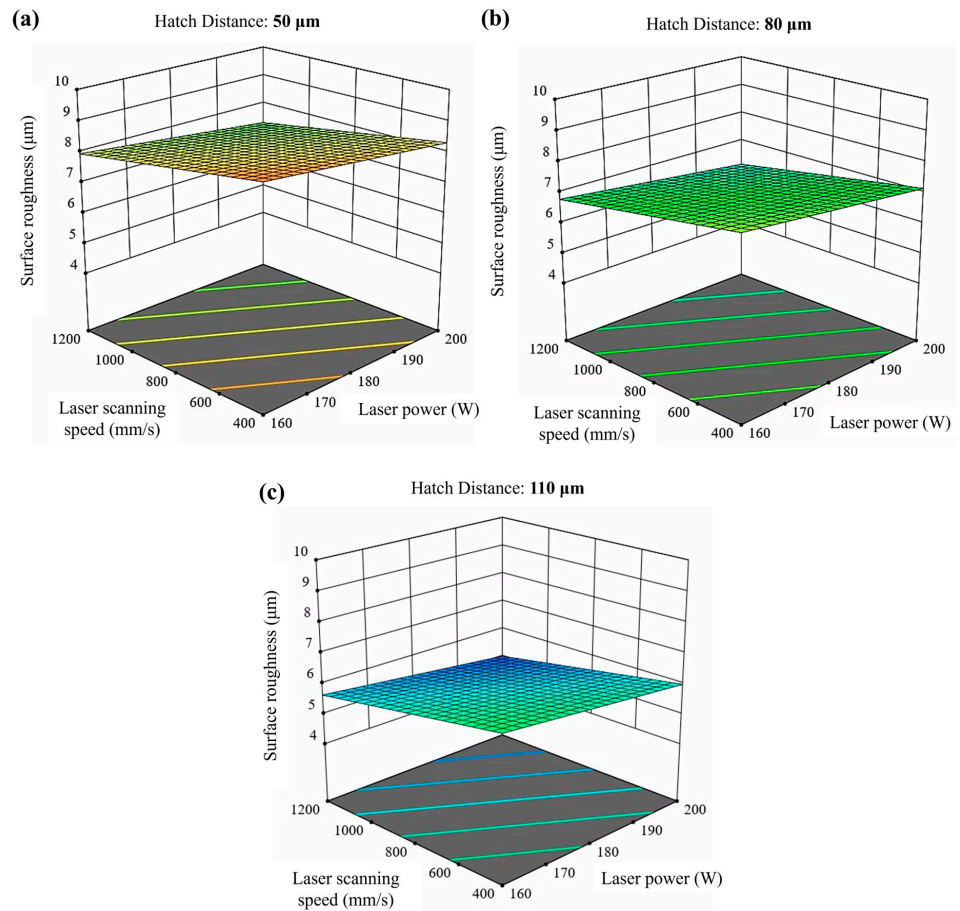 (a)
Hatch Distance: 50 μm
Surface roughness (μm)
10
9
8
7
6
5
4
1200
1000
800
600
400
160
170
180
190
200
Laser scanning
speed (mm/s)
Laser power (W)
(b)
Hatch Distance: 80 μm
Surface roughness (μm)
10
9
8
7
6
5
4
1200
1000
800
600
400
160
170
180
190
200
Laser scanning
speed (mm/s)
Laser power (W)
(c)
Hatch Distance: 110 μm
Surface roughness (μm)
10
9
8
7
6
5
4
1200
1000
800
600
400
160
170
180
190
200
Laser scanning
speed (mm/s)
Laser power (W)